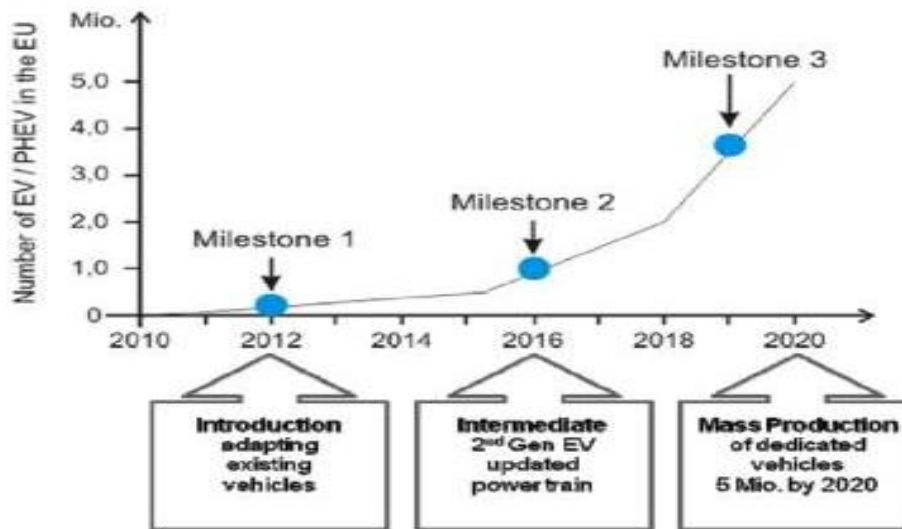 Number of EV / PHEV in the EU
Mio.
5,0
4,0
3,0
2,0
1,0
0
Milestone 1
Milestone 2
Milestone 3
2010 2012 2014 2016 2018 2020
Introduction
adapting
existing
vehicles
Intermediate
2nd Gen EV
updated
power train
Mass Production
of dedicated
vehicles
5 Mio. by 2020